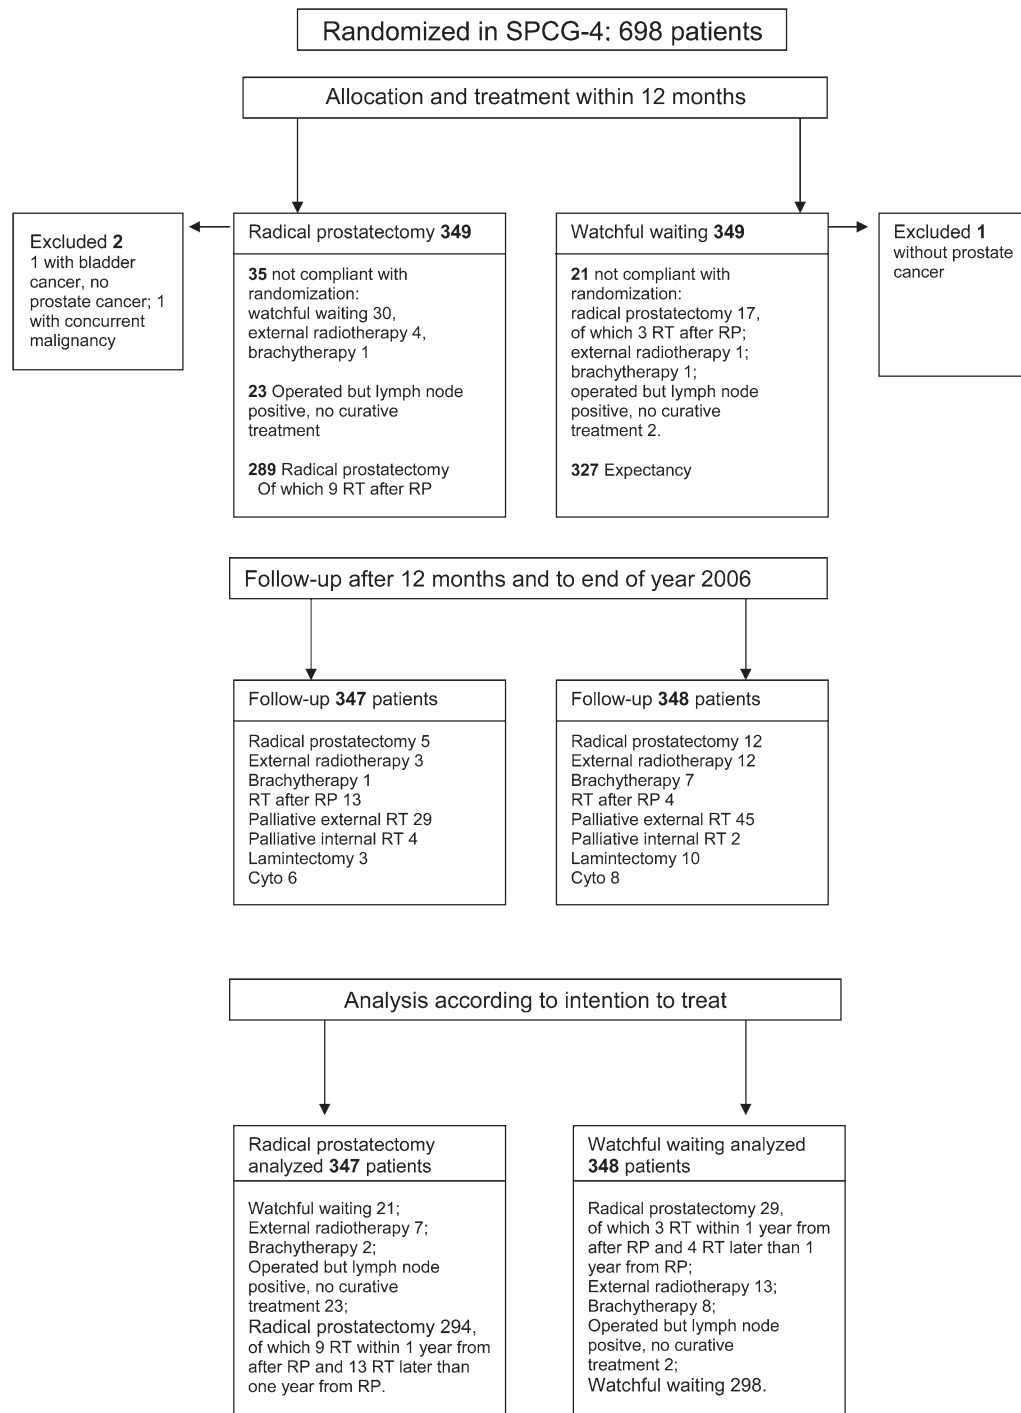 Randomized in SPCG-4: 698 patients
Allocation and treatment within 12 months
Excluded 2
1 with bladder
cancer, no
prostate cancer; 1
with concurrent
malignancy
Radical prostatectomy 349
35 not compliant with
randomization:
watchful waiting 30,
external radiotherapy 4,
brachytherapy 1
23 Operated but lymph node
positive, no curative
treatment
289 Radical prostatectomy
Of which 9 RT after RP
Watchful waiting 349
21 not compliant with
randomization:
radical prostatectomy 17,
of which 3 RT after RP;
external radiotherapy 1;
brachytherapy 1;
operated but lymph node
positive, no curative
treatment 2.
327 Expectancy
Excluded 1
without prostate
cancer
Follow-up after 12 months and to end of year 2006
Follow-up 347 patients
Radical prostatectomy 5
External radiotherapy 3
Brachytherapy 1
RT after RP 13
Palliative external RT 29
Palliative internal RT 4
Lamintectomy 3
Cyto 6
Follow-up 348 patients
Radical prostatectomy 12
External radiotherapy 12
Brachytherapy 7
RT after RP 4
Palliative external RT 45
Palliative internal RT 2
Lamintectomy 10
Cyto 8
Analysis according to intention to treat
Radical prostatectomy
analyzed 347 patients
Watchful waiting 21;
External radiotherapy 7;
Brachytherapy 2;
Operated but lymph node
positive, no curative
treatment 23;
Radical prostatectomy 294,
of which 9 RT within 1 year from
after RP and 13 RT later than
one year from RP.
Watchful waiting analyzed
348 patients
Radical prostatectomy 29,
of which 3 RT within 1 year from
after RP and 4 RT later than 1
year from RP;
External radiotherapy 13;
Brachytherapy 8;
Operated but lymph node
positve, no curative
treatment 2;
Watchful waiting 298.